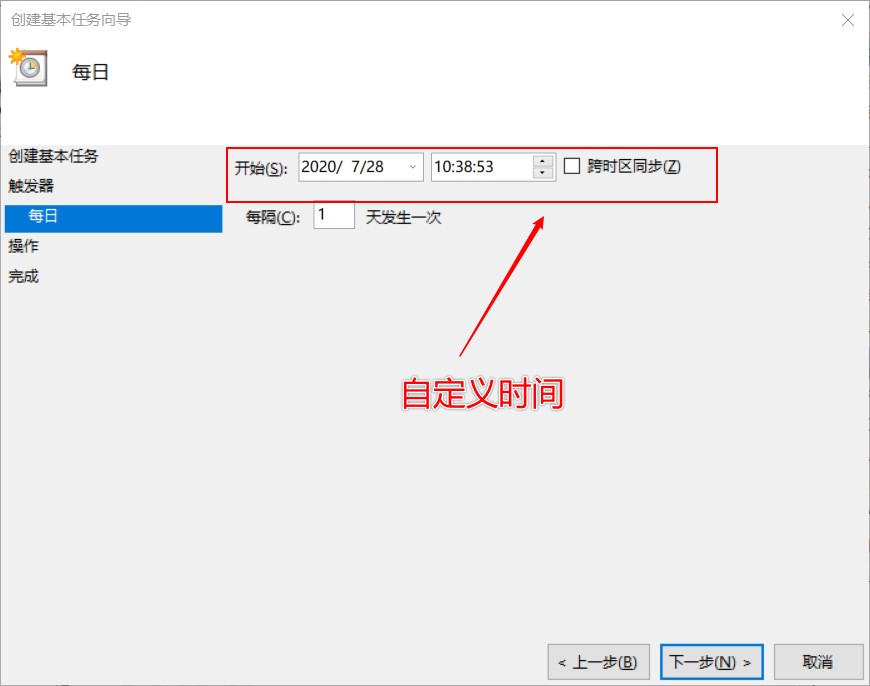 创建基本任务向导
每日
创建基本任务
触发器
每日
操作
完成
开始(S): 2020/ 7/28 10:38:53 跨时区同步(Z)
每隔(C): 1 天发生一次
自定义时间
< 上一步(B) 下一步(N) > 取消